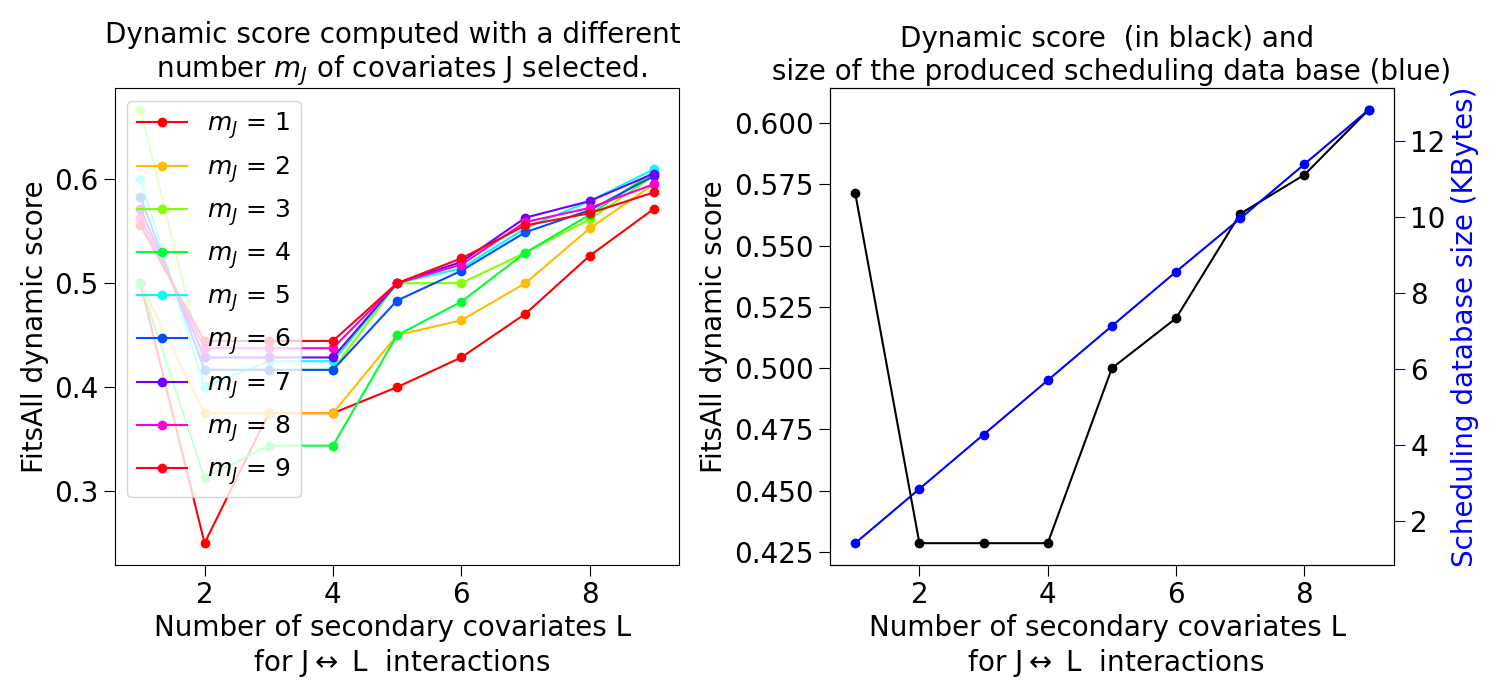 Dynamic score computed with a different
number m_J of covariates J selected.
FitsAll dynamic score
0.6
0.5
0.4
0.3
m_J = 1
m_J = 2
m_J = 3
m_J = 4
m_J = 5
m_J = 6
m_J = 7
m_J = 8
m_J = 9
2 4 6 8
Number of secondary covariates L
for J↔ L interactions
Dynamic score (in black) and
size of the produced scheduling data base (blue)
FitsAll dynamic score
0.600
0.575
0.550
0.525
0.500
0.475
0.450
0.425
12
10
8
6
4
2
Scheduling database size (KBytes)
2 4 6 8
Number of secondary covariates L
for J↔ L interactions